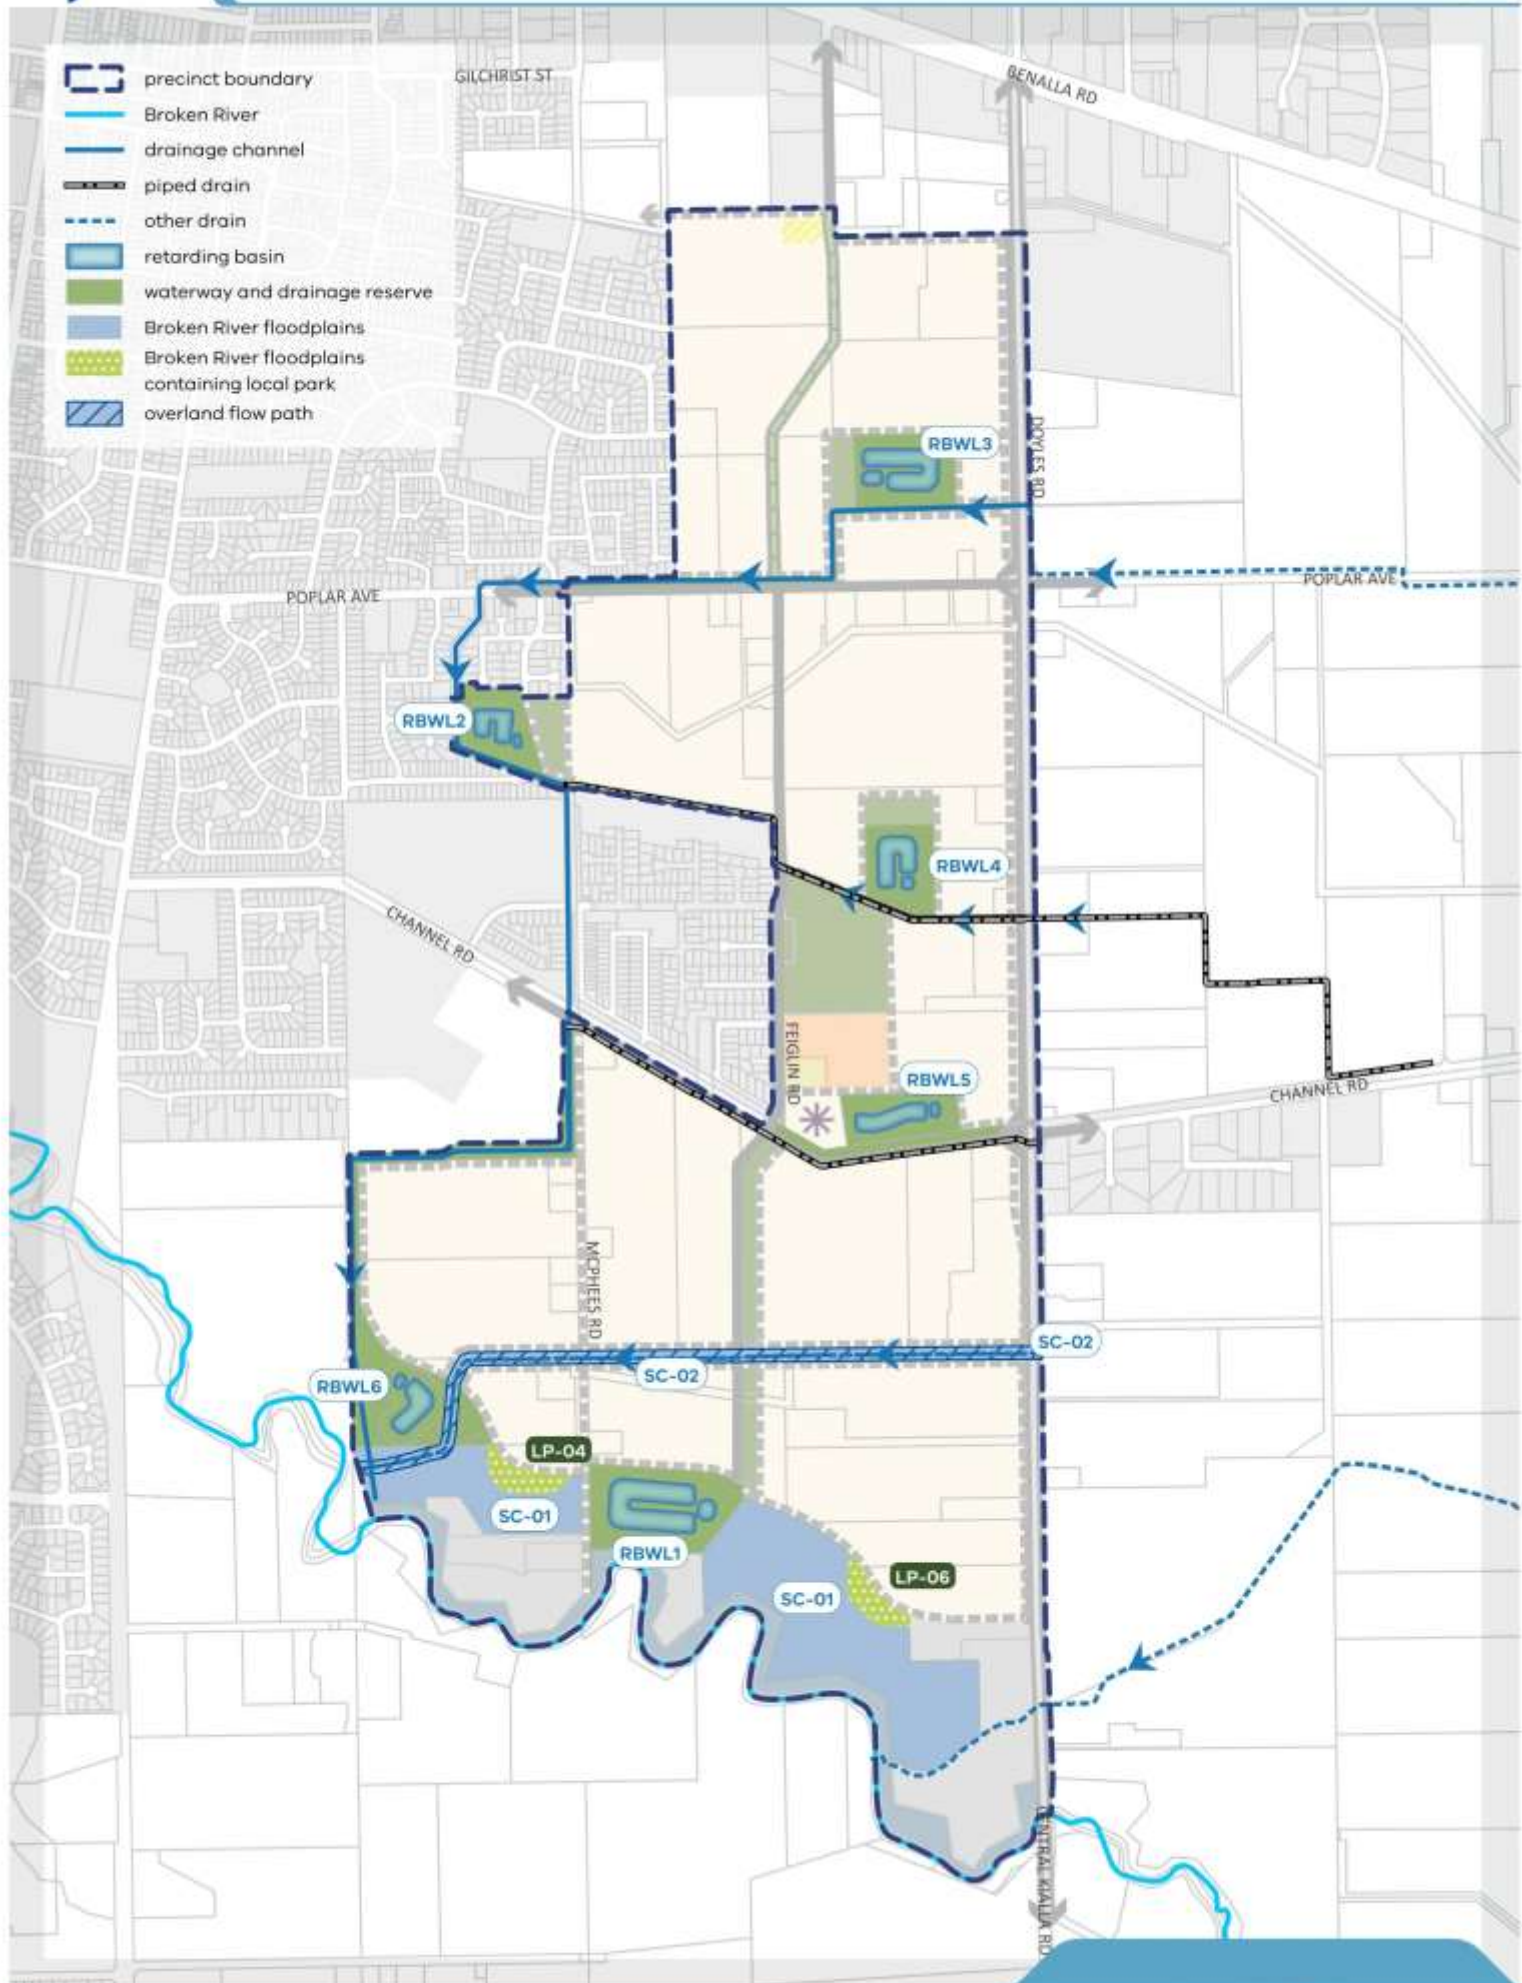 precinct boundary
GILCHRIST ST
BENALLA RD
Broken River
drainage channel
piped drain
other drain
retarding basin
waterway and drainage reserve
Broken River floodplains
Broken River floodplains
containing local park
overland flow path
RBWL3
DOYLES RD
POPLAR AVE
POPLAR AVE
RBWL2
RBWL4
CHANNEL RD
FEIGLIN RD
RBWL5
CHANNEL RD
MCPHEES RD
SC-02
SC-02
RBWL6
LP-04
SC-01
RBWL1
LP-06
SC-01
KIALLA RD